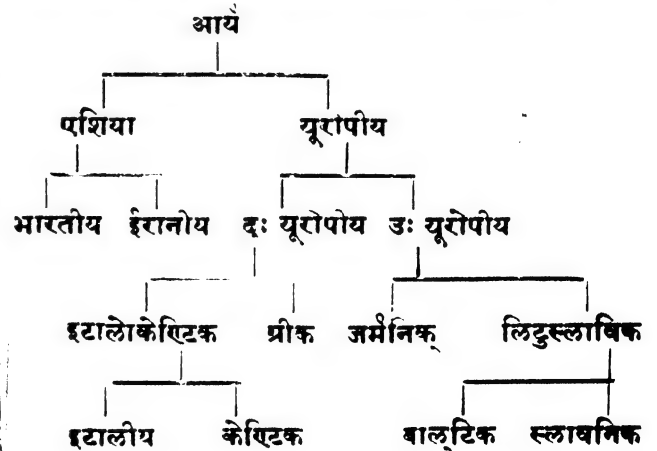 आर्य
एशिया यूरोपीय
भारतीय ईरानीय दः यूरोपीय उः यूरोपीय
इटालोकेण्टिक ग्रीक जर्मनिक् लिटुस्लाविक
इटालीय केण्टिक बाल्टिक स्लावनिक